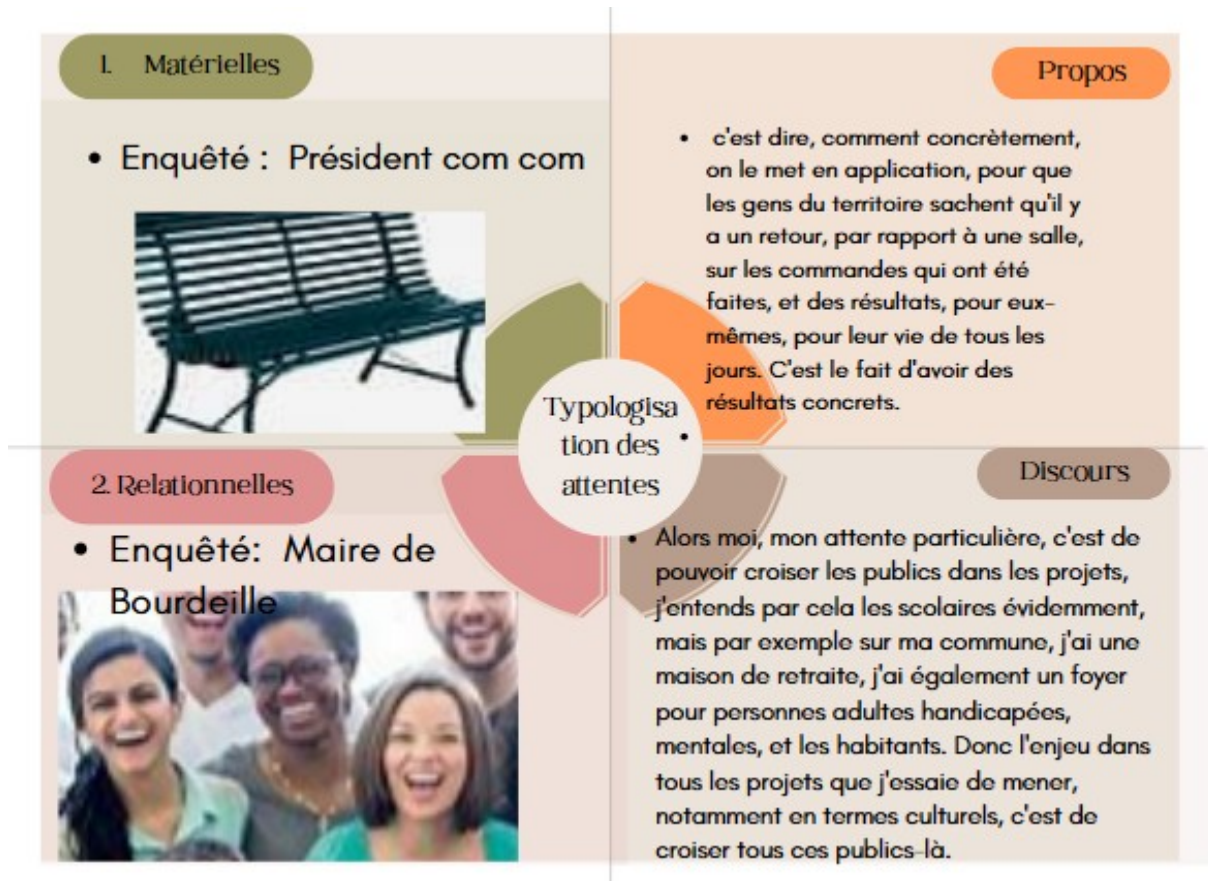 1. Matérielles
• Enquêté : Président com com
Propos
• c'est dire, comment concrètement,
on le met en application, pour que
les gens du territoire sachent qu'il y
a un retour, par rapport à une salle,
sur les commandes qui ont été
faites, et des résultats, pour eux-
mêmes, pour leur vie de tous les
jours. C'est le fait d'avoir des
résultats concrets.
Typologisa
tion des
attentes
2. Relationnelles
• Enquêté: Maire de
Bourdeille
Discours
• Alors moi, mon attente particulière, c'est de
pouvoir croiser les publics dans les projets,
j'entends par cela les scolaires évidemment,
mais par exemple sur ma commune, j'ai une
maison de retraite, j'ai également un foyer
pour personnes adultes handicapées,
mentales, et les habitants. Donc l'enjeu dans
tous les projets que j'essaie de mener,
notamment en termes culturels, c'est de
croiser tous ces publics-là.